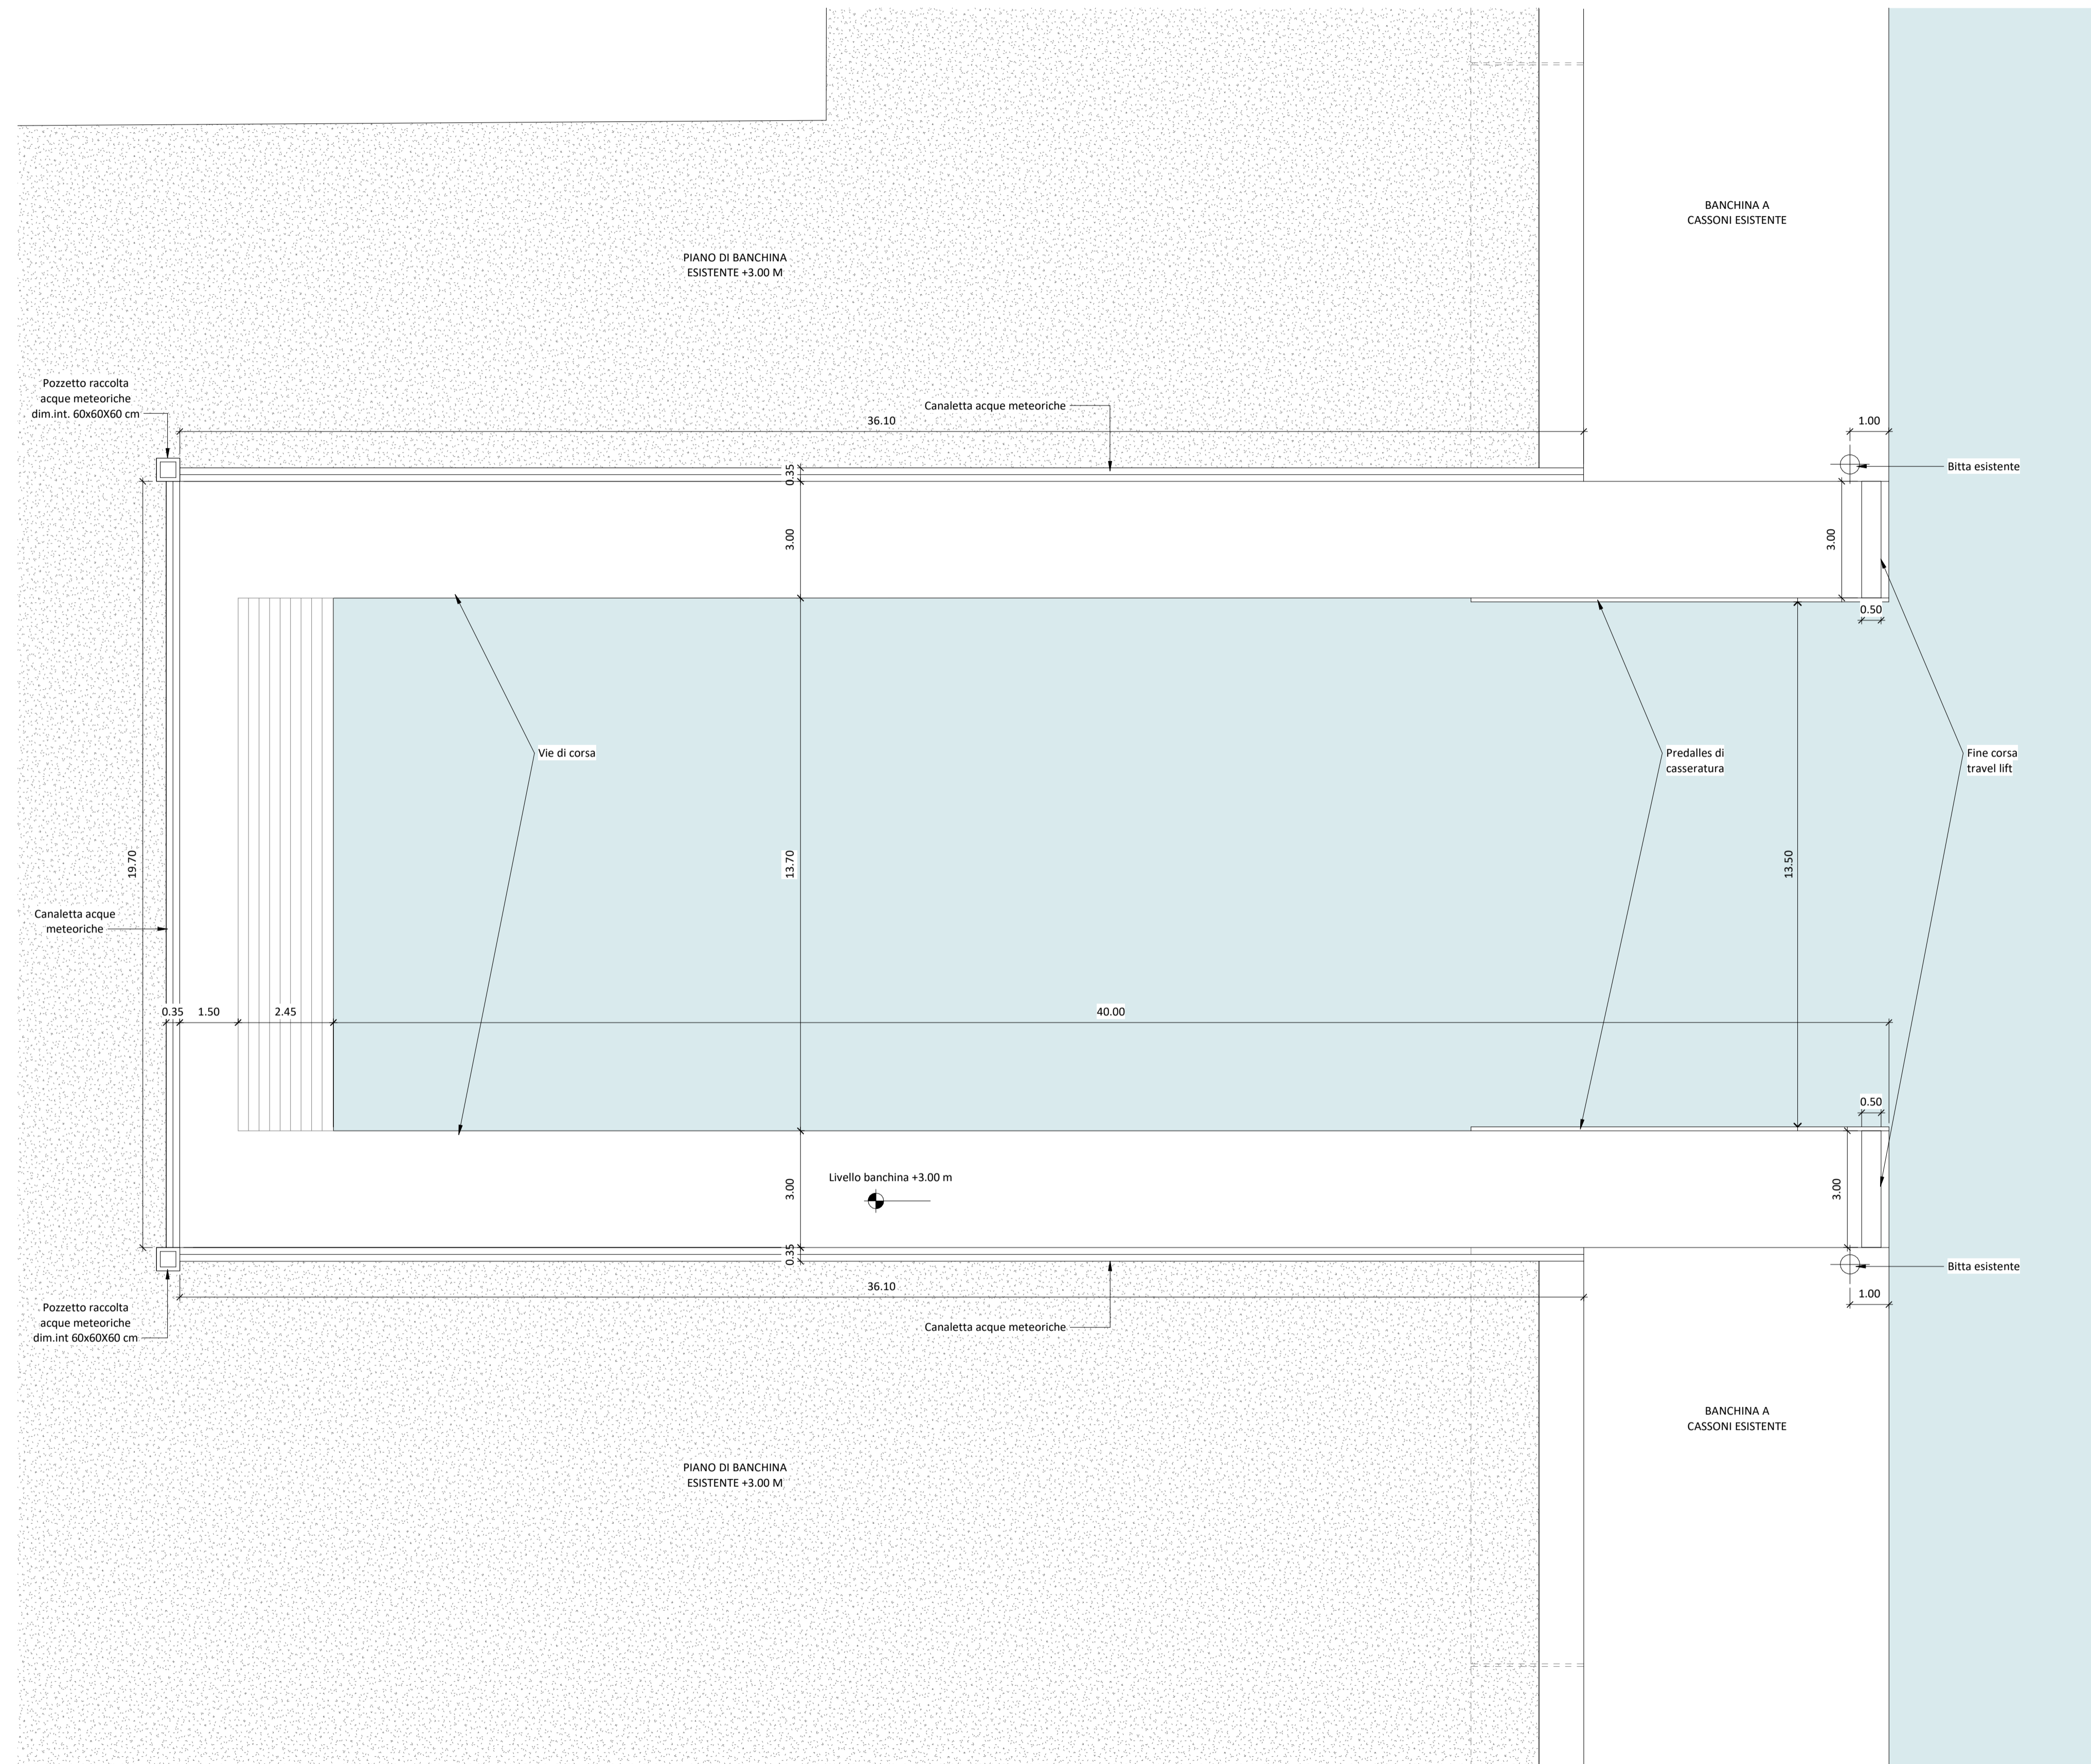 BANCHINA A
CASSONI ESISTENTE
PIANO DI BANCHINA
ESISTENTE +3.00 M
Pozzetto raccolta
acque meteoriche
dim.int. 60x60X60 cm
Canaletta acque meteoriche
36.10
1.00
Bitta esistente
0.35
3.00
3.00
0.50
Vie di corsa
Predalles di
casseratura
Fine corsa
travel lift
19.70
13.70
13.50
Canaletta acque
meteoriche
0.35
1.50
2.45
40.00
0.50
Livello banchina +3.00 m
3.00
3.00
0.35
36.10
Bitta esistente
1.00
Pozzetto raccolta
acque meteoriche
dim.int 60x60X60 cm
Canaletta acque meteoriche
BANCHINA A
CASSONI ESISTENTE
PIANO DI BANCHINA
ESISTENTE +3.00 M